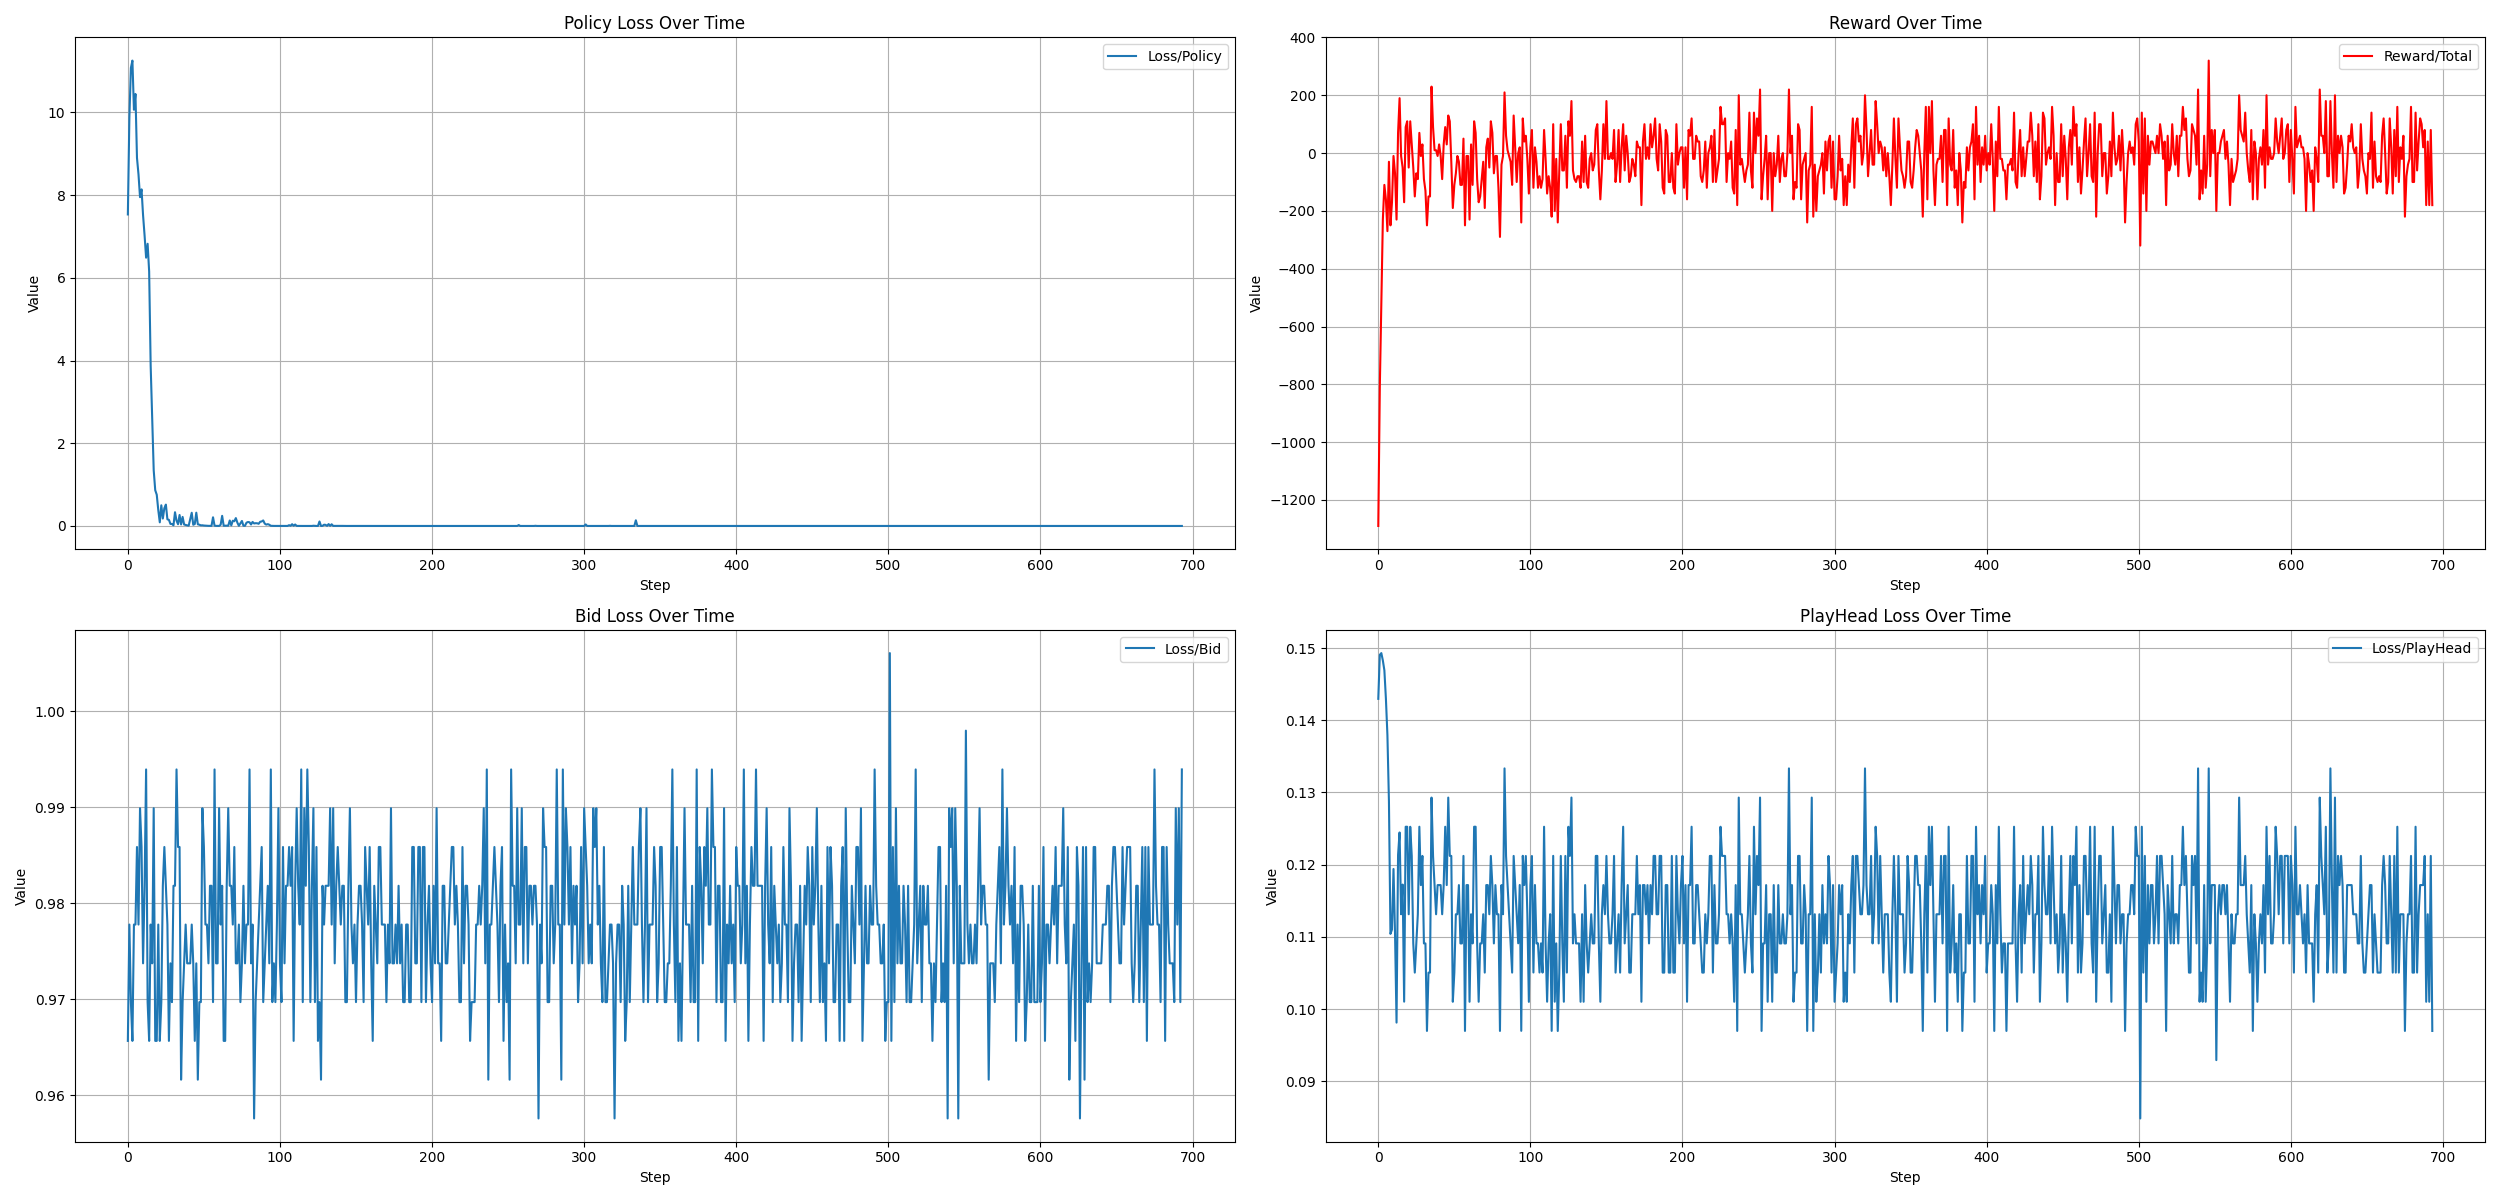 Policy Loss Over Time
Loss/Policy
10
8
6
4
2
0
Value
0 100 200 300 400 500 600 700
Step
Reward Over Time
Reward/Total
400
200
0
−200
−400
−600
−800
−1000
−1200
Value
0 100 200 300 400 500 600 700
Step
Bid Loss Over Time
Loss/Bid
1.00
0.99
0.98
0.97
0.96
Value
0 100 200 300 400 500 600 700
Step
PlayHead Loss Over Time
Loss/PlayHead
0.15
0.14
0.13
0.12
0.11
0.10
0.09
Value
0 100 200 300 400 500 600 700
Step